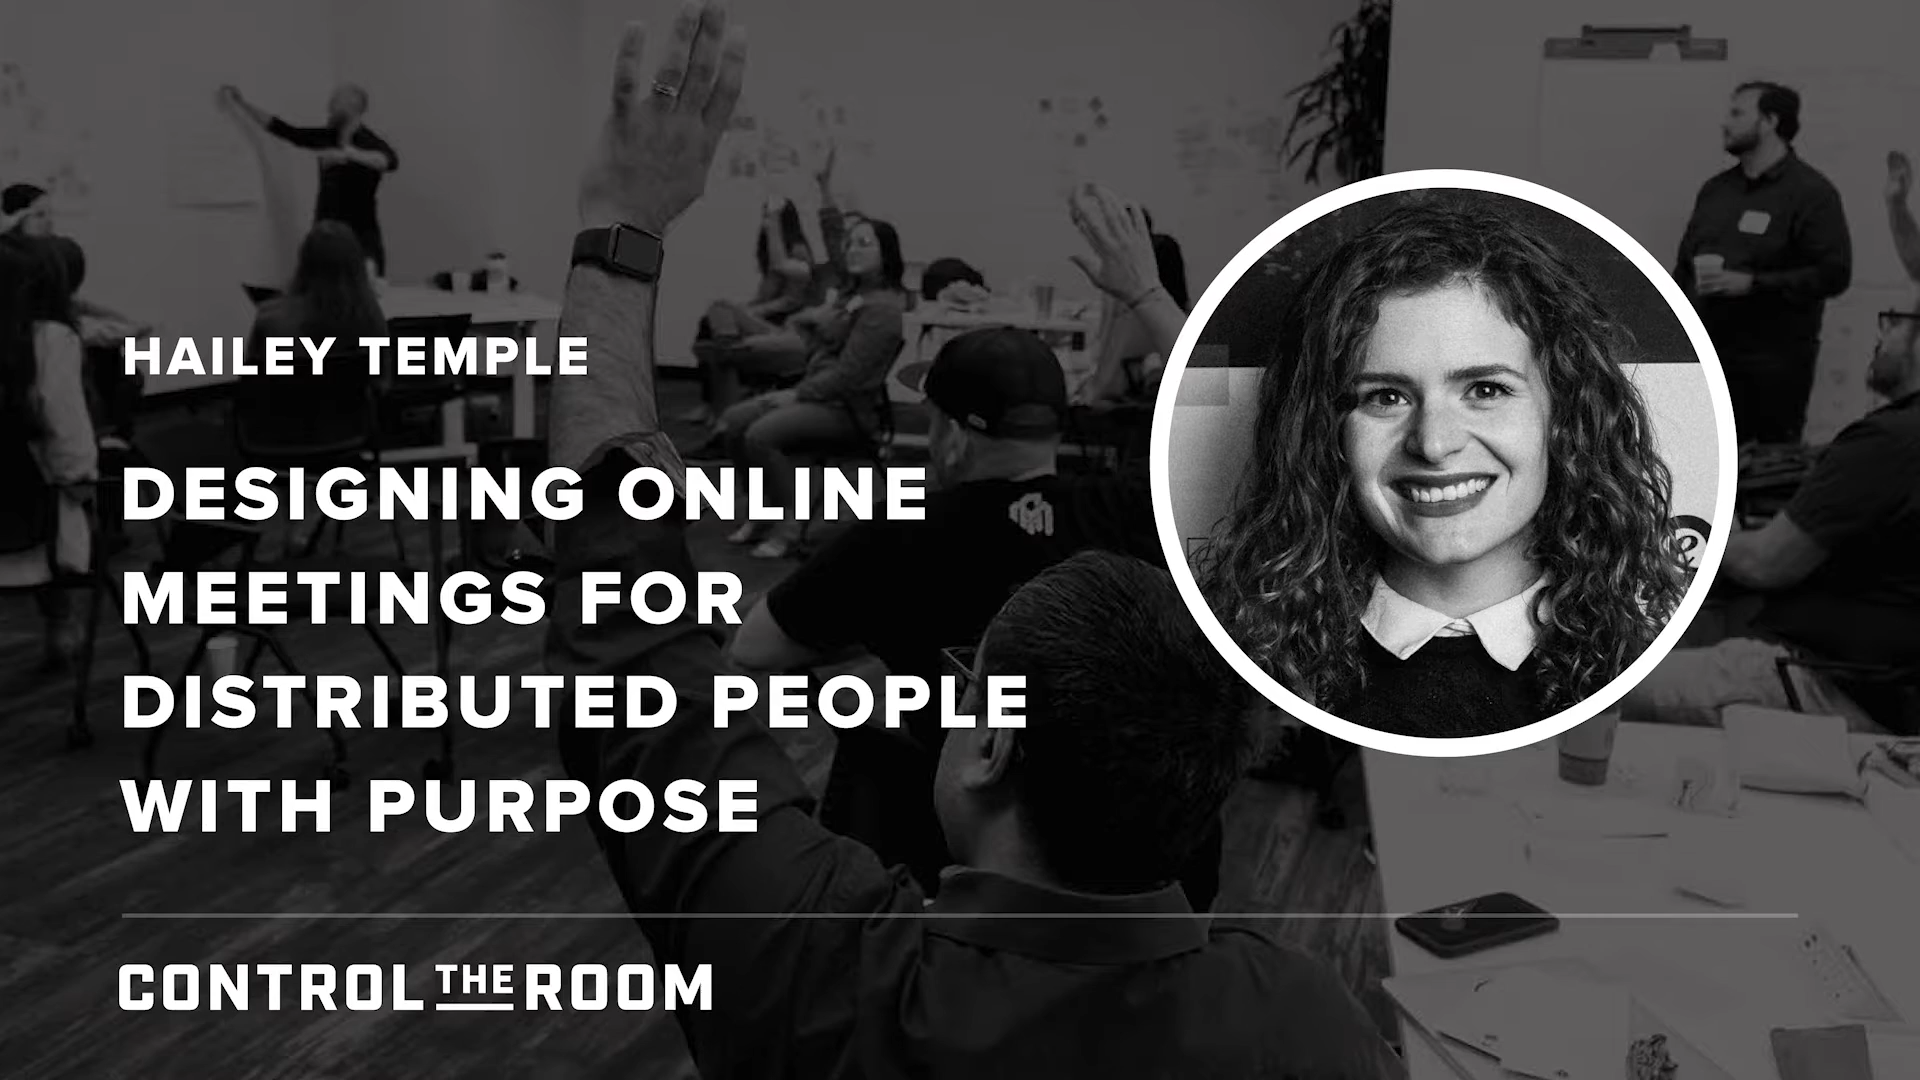 HAILEY TEMPLE
DESIGNING ONLINE
MEETINGS FOR
DISTRIBUTED PEOPLE
WITH PURPOSE
CONTROL THE ROOM